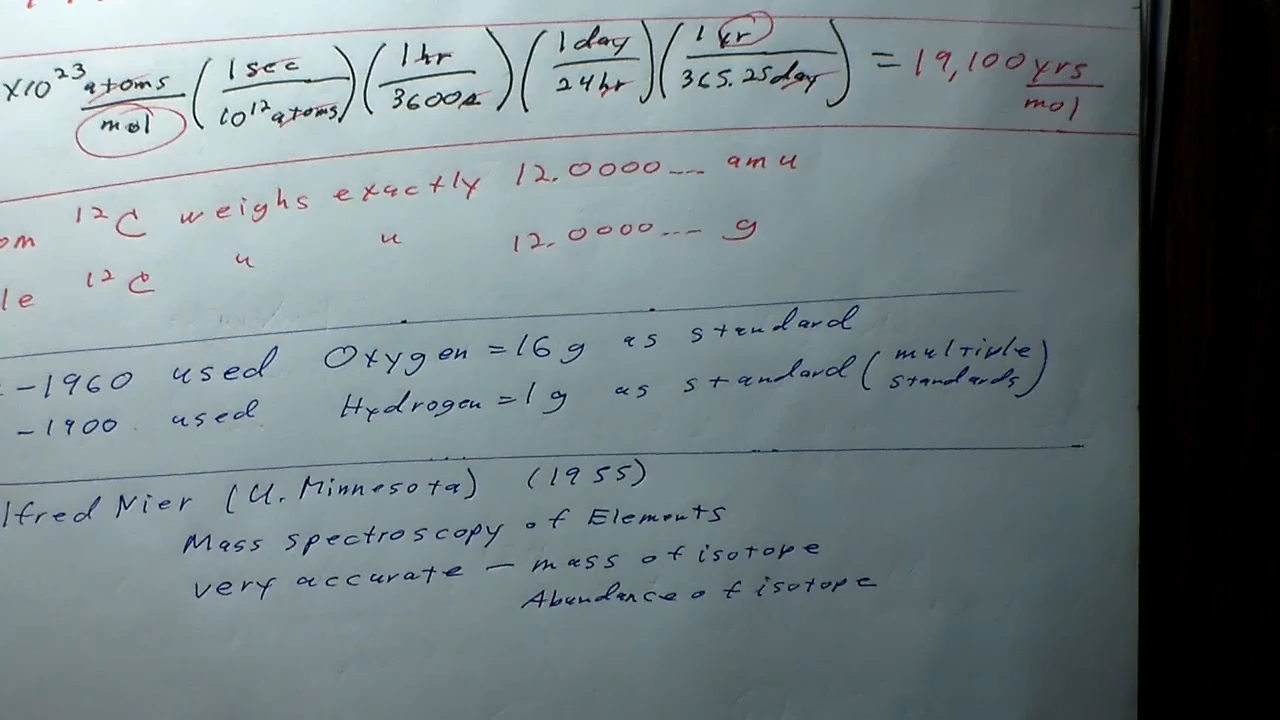 ×10²³ atoms/mol (1 sec/10¹² atoms) (1 hr/3600s) (1 day/24 hr) (1 yr/365.25 day) = 19,100 yrs/mol
om ¹²C weighs exactly 12.0000... amu
le ¹²C " " 12.0000... g
-1960 used Oxygen = 16 g as standard
-1900 used Hydrogen = 1 g as standard (multiple standards)
lfred Nier (U. Minnesota) (1955)
Mass spectroscopy of Elements
very accurate - mass of isotope
Abundance of isotope